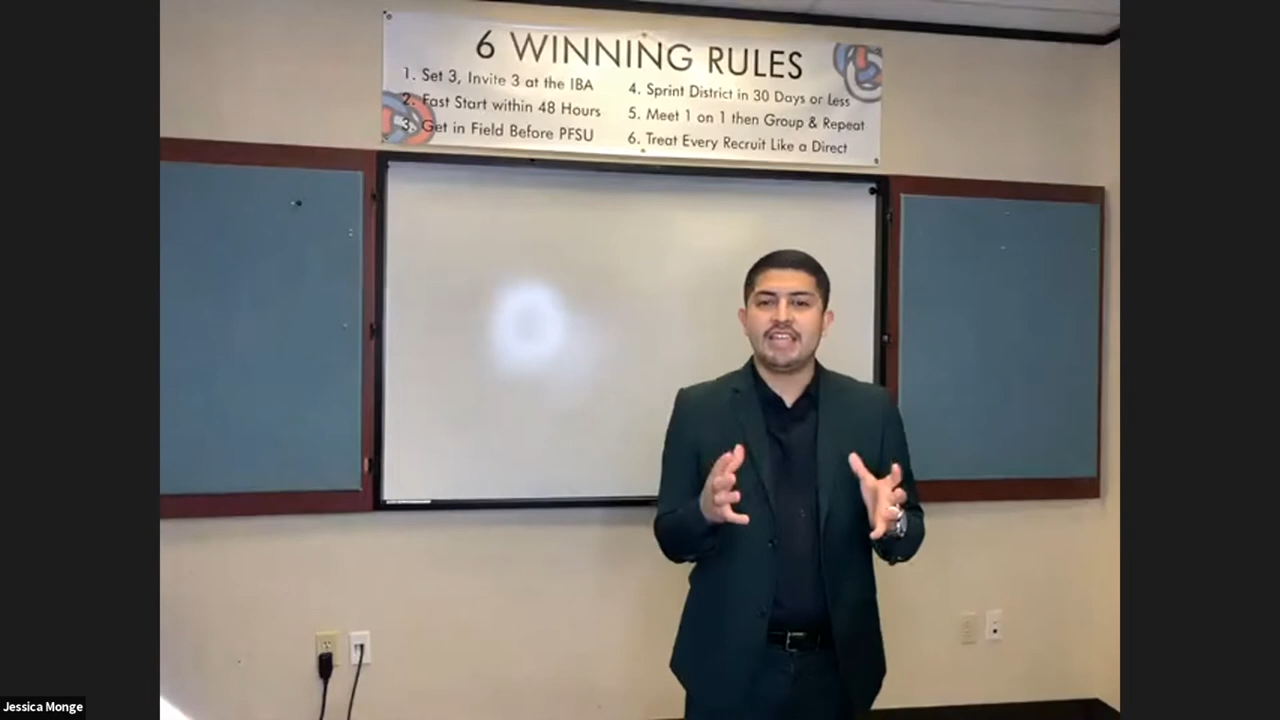 6 WINNING RULES
1. Set 3, Invite 3 at the IBA
2. Fast Start within 48 Hours
3. Get in Field Before PFSU
4. Sprint District in 30 Days or Less
5. Meet 1 on 1 then Group & Repeat
6. Treat Every Recruit Like a Direct
Jessica Monge